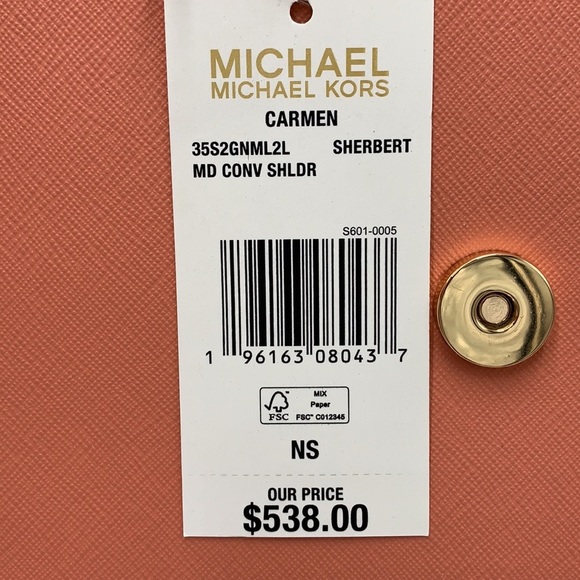 MICHAEL
MICHAEL KORS
CARMEN
35S2GNML2L SHERBERT
MD CONV SHLDR
S601-0005
1 96163 08043 7
FSC
MIX
Paper
FSC™ C012345
NS
OUR PRICE
$538.00